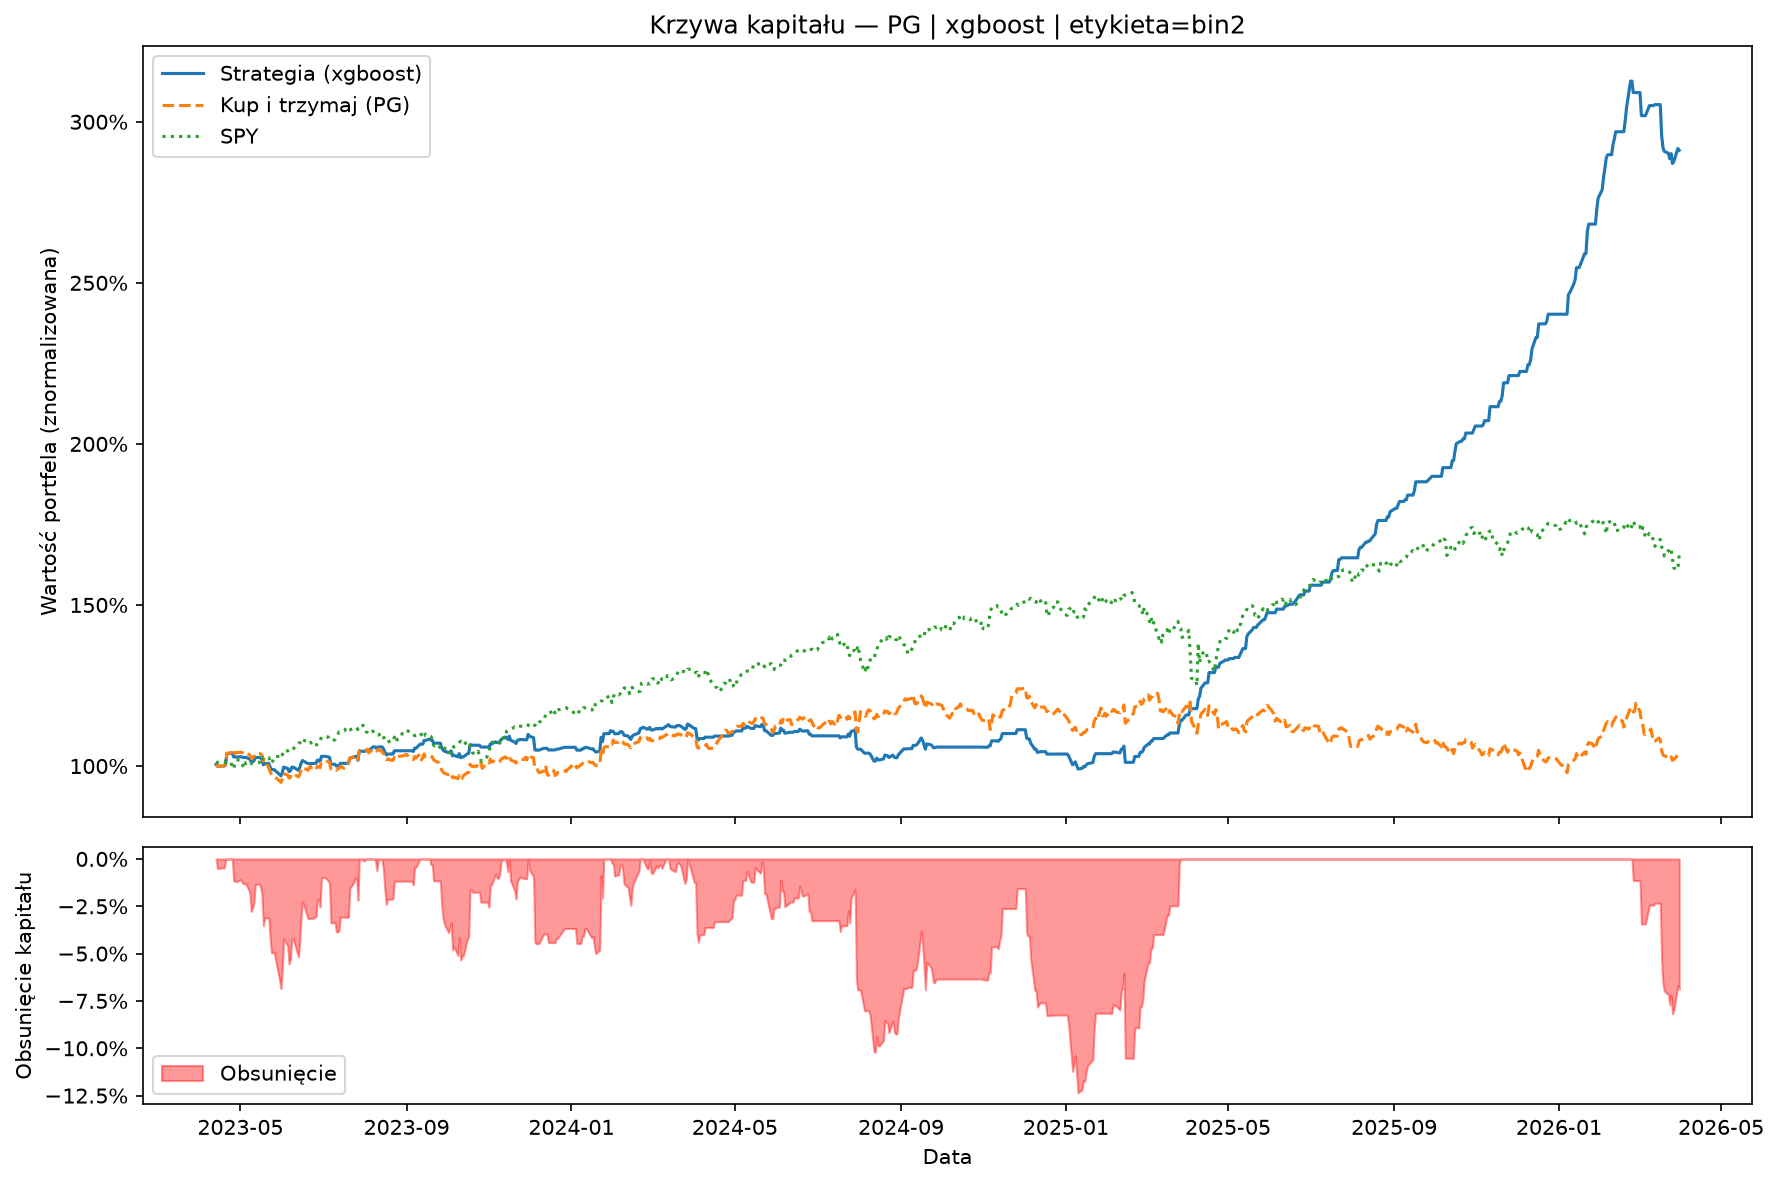 Krzywa kapitału — PG | xgboost | etykieta=bin2
Strategia (xgboost)
Kup i trzymaj (PG)
SPY
Wartość portfela (znormalizowana)
300%
250%
200%
150%
100%
Obsunięcie kapitału
0.0%
−2.5%
−5.0%
−7.5%
−10.0%
−12.5%
Obsunięcie
2023-05
2023-09
2024-01
2024-05
2024-09
2025-01
2025-05
2025-09
2026-01
2026-05
Data